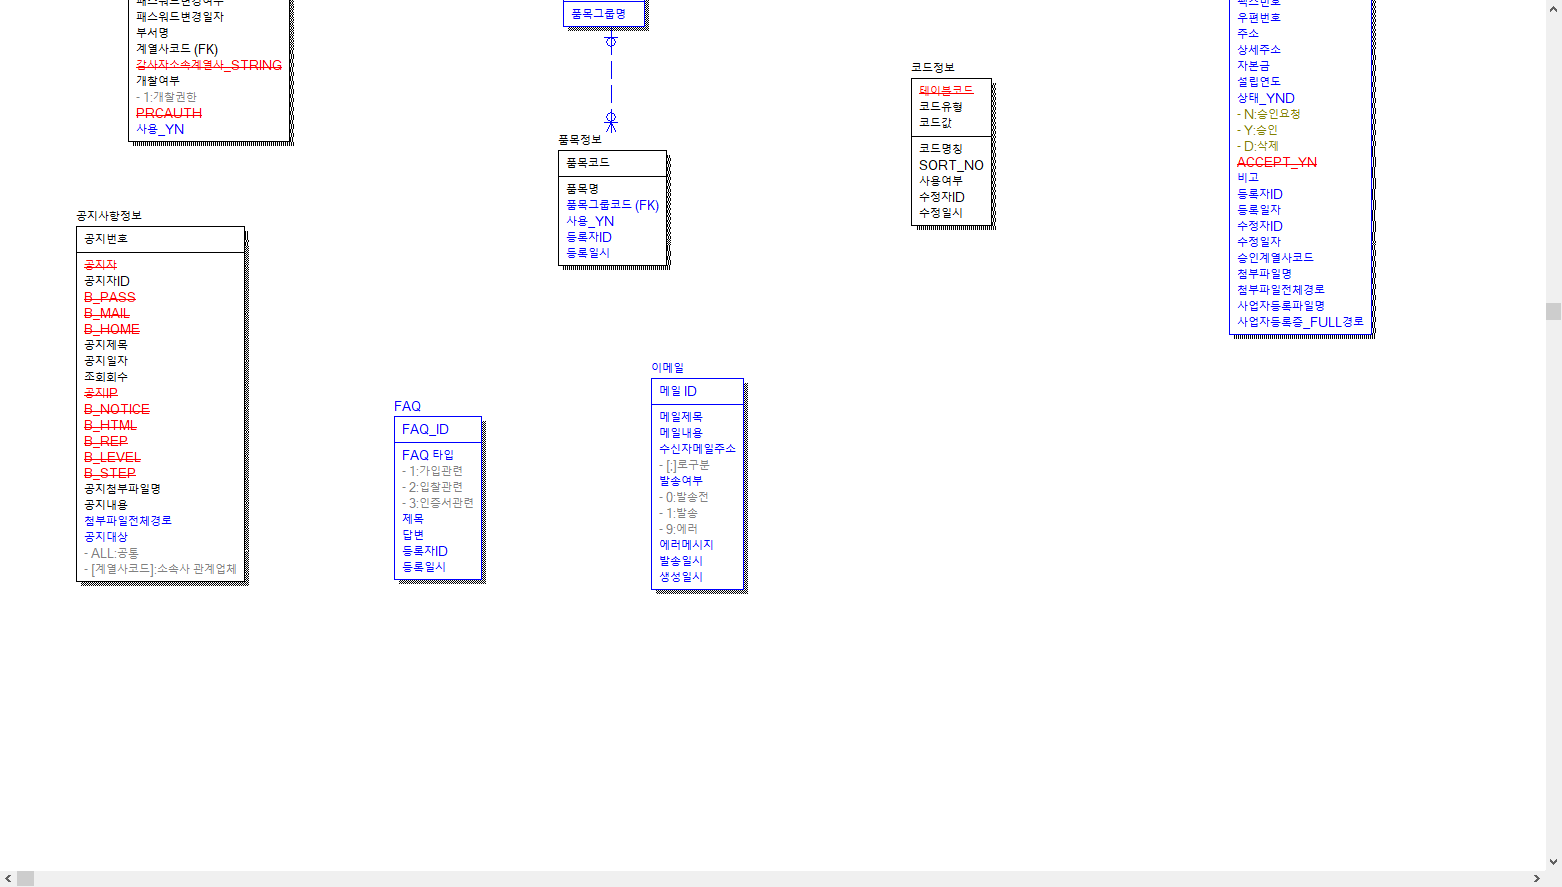 패스워드변경여부
패스워드변경일자
부서명
계열사코드 (FK)
감사자소속계열사_STRING
개찰여부
- 1:개찰권한
PRCAUTH
사용_YN
품목그룹명
품목정보
품목코드
품목명
품목그룹코드 (FK)
사용_YN
등록자ID
등록일시
코드정보
테이블코드
코드유형
코드값
코드명칭
SORT_NO
사용여부
수정자ID
수정일시
팩스번호
우편번호
주소
상세주소
자본금
설립연도
상태_YND
- N:승인요청
- Y:승인
- D:삭제
ACCEPT_YN
비고
등록자ID
등록일자
수정자ID
수정일자
승인계열사코드
첨부파일명
첨부파일전체경로
사업자등록파일명
사업자등록증_FULL경로
공지사항정보
공지번호
공지자
공지자ID
B_PASS
B_MAIL
B_HOME
공지제목
공지일자
조회회수
공지IP
B_NOTICE
B_HTML
B_REP
B_LEVEL
B_STEP
공지첨부파일명
공지내용
첨부파일전체경로
공지대상
- ALL:공통
- [계열사코드]:소속사 관계업체
FAQ
FAQ_ID
FAQ 타입
- 1:가입관련
- 2:입찰관련
- 3:인증서관련
제목
답변
등록자ID
등록일시
이메일
메일 ID
메일제목
메일내용
수신자메일주소
- [;]로구분
발송여부
- 0:발송전
- 1:발송
- 9:에러
에러메시지
발송일시
생성일시